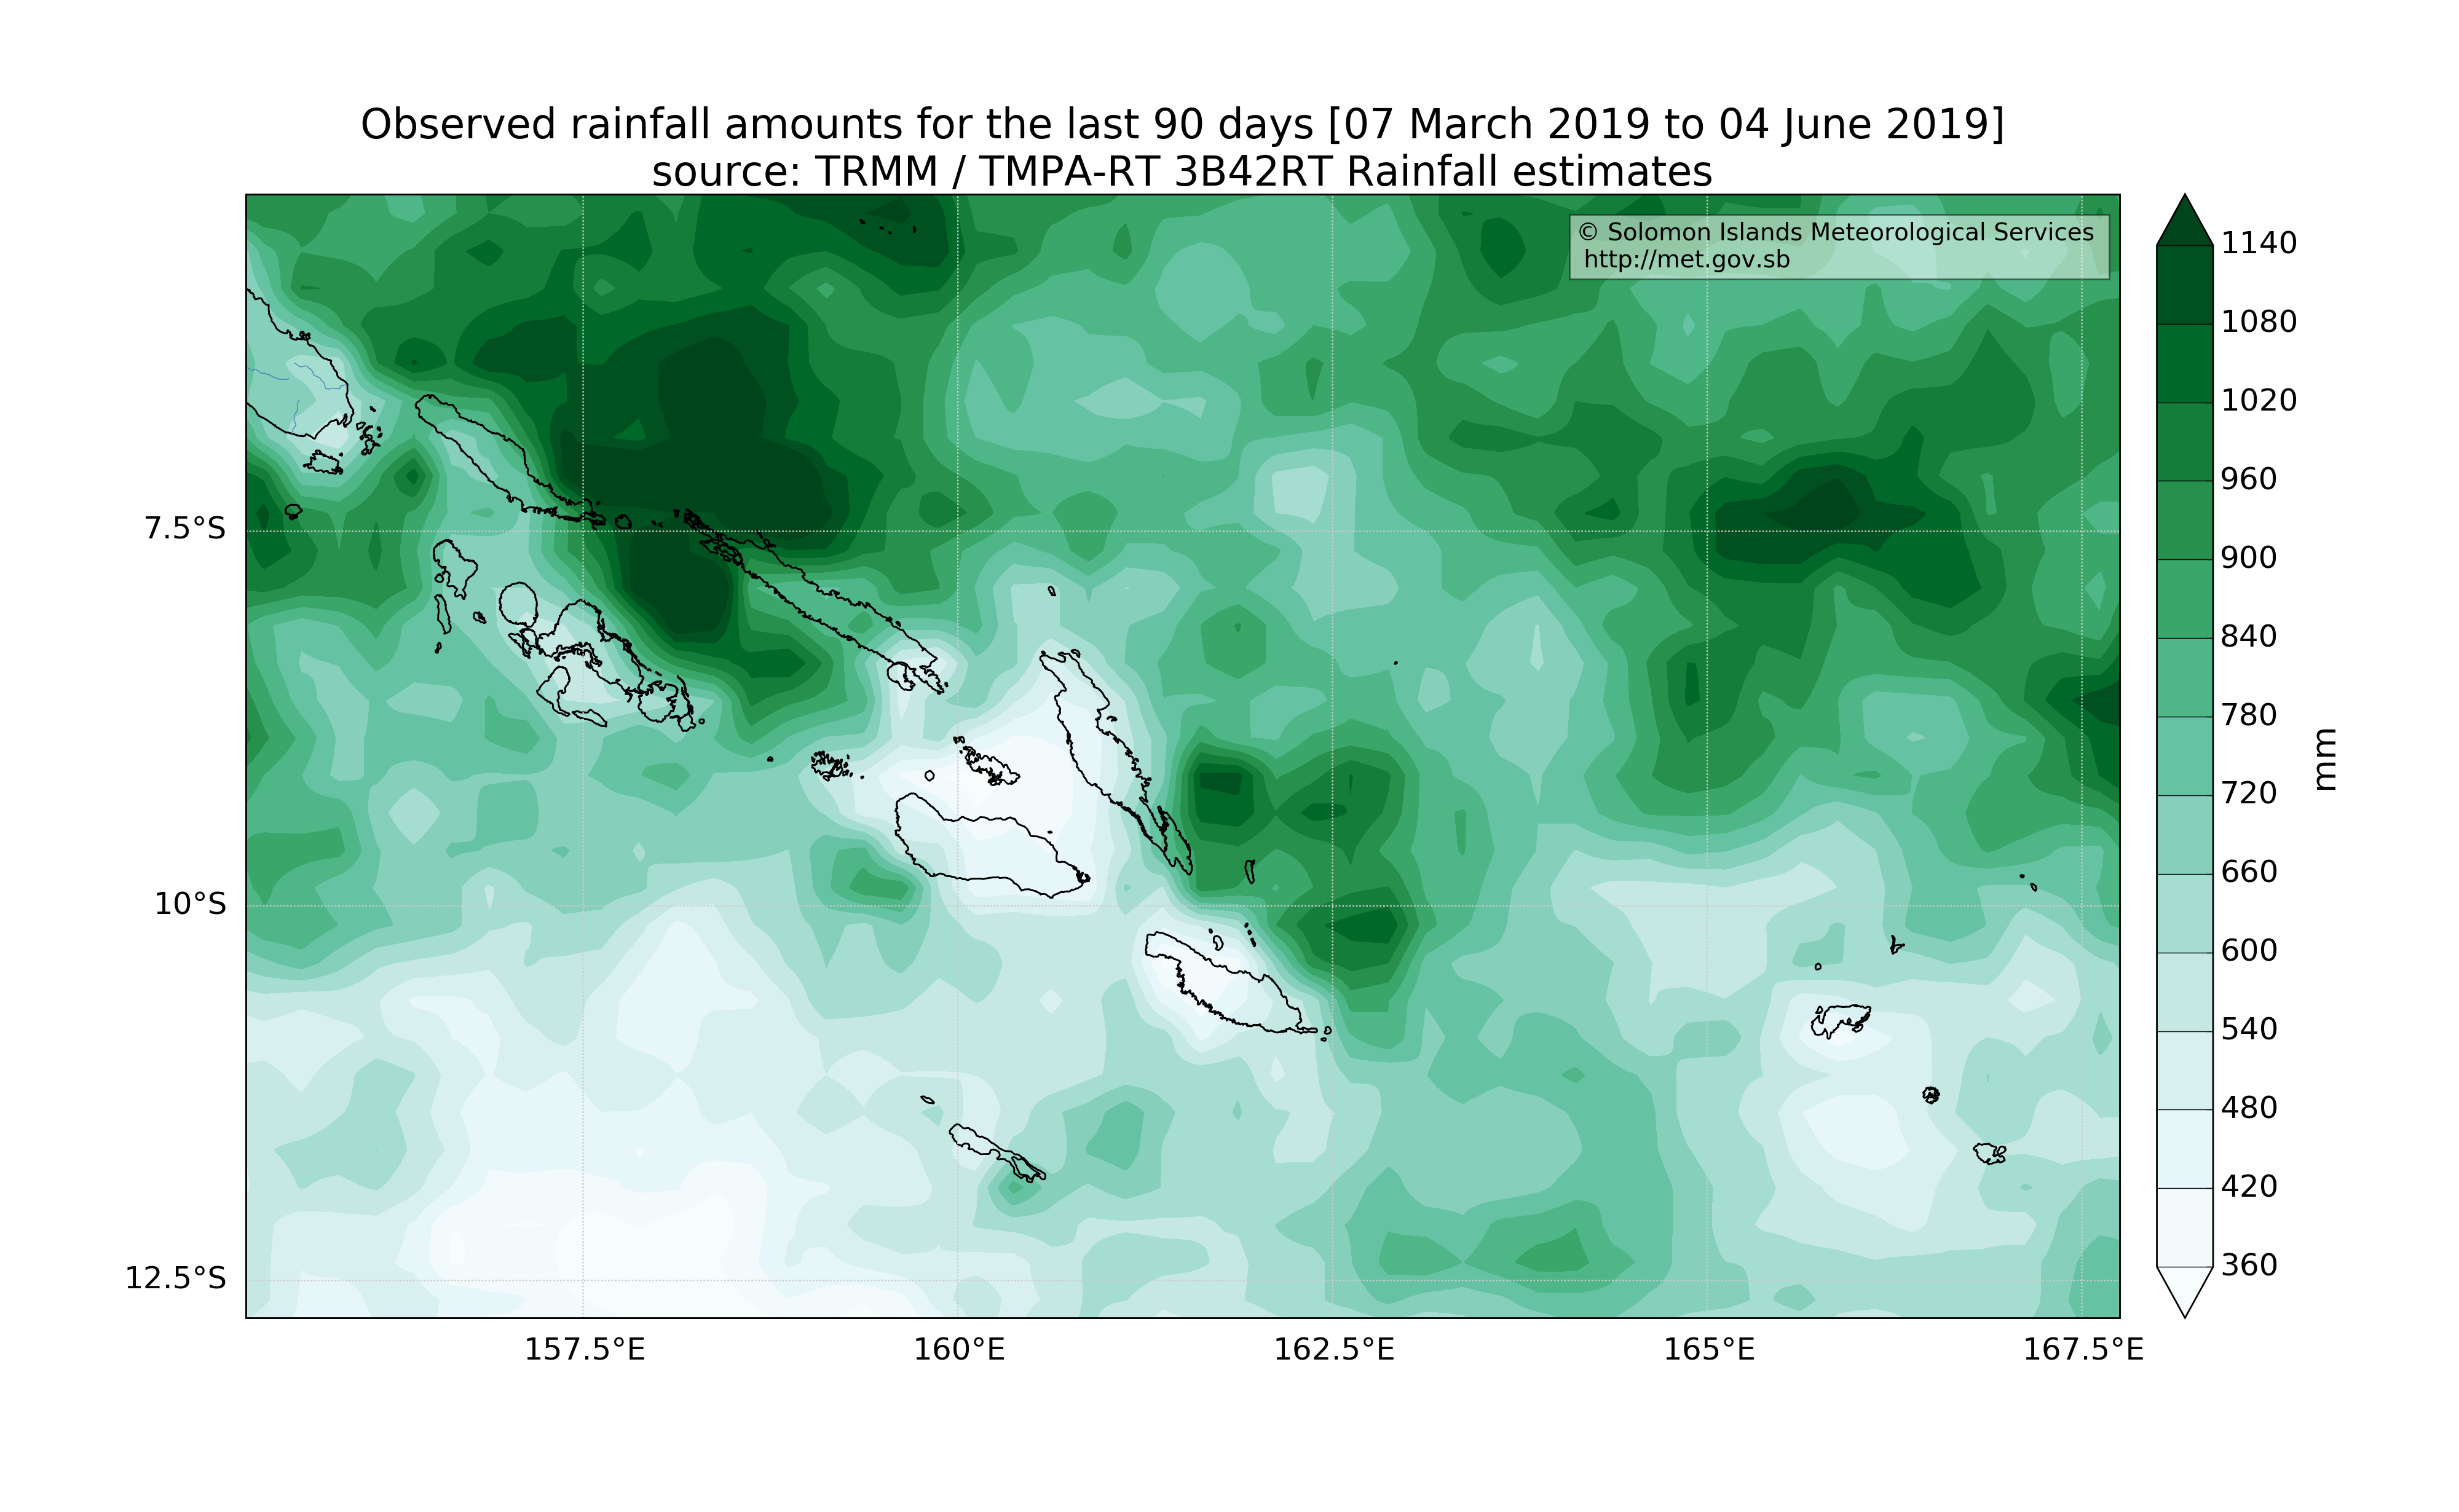 Observed rainfall amounts for the last 90 days [07 March 2019 to 04 June 2019]
source: TRMM / TMPA-RT 3B42RT Rainfall estimates
© Solomon Islands Meteorological Services
http://met.gov.sb
7.5°S
10°S
12.5°S
157.5°E
160°E
162.5°E
165°E
167.5°E
1140
1080
1020
960
900
840
780
720
660
600
540
480
420
360
mm